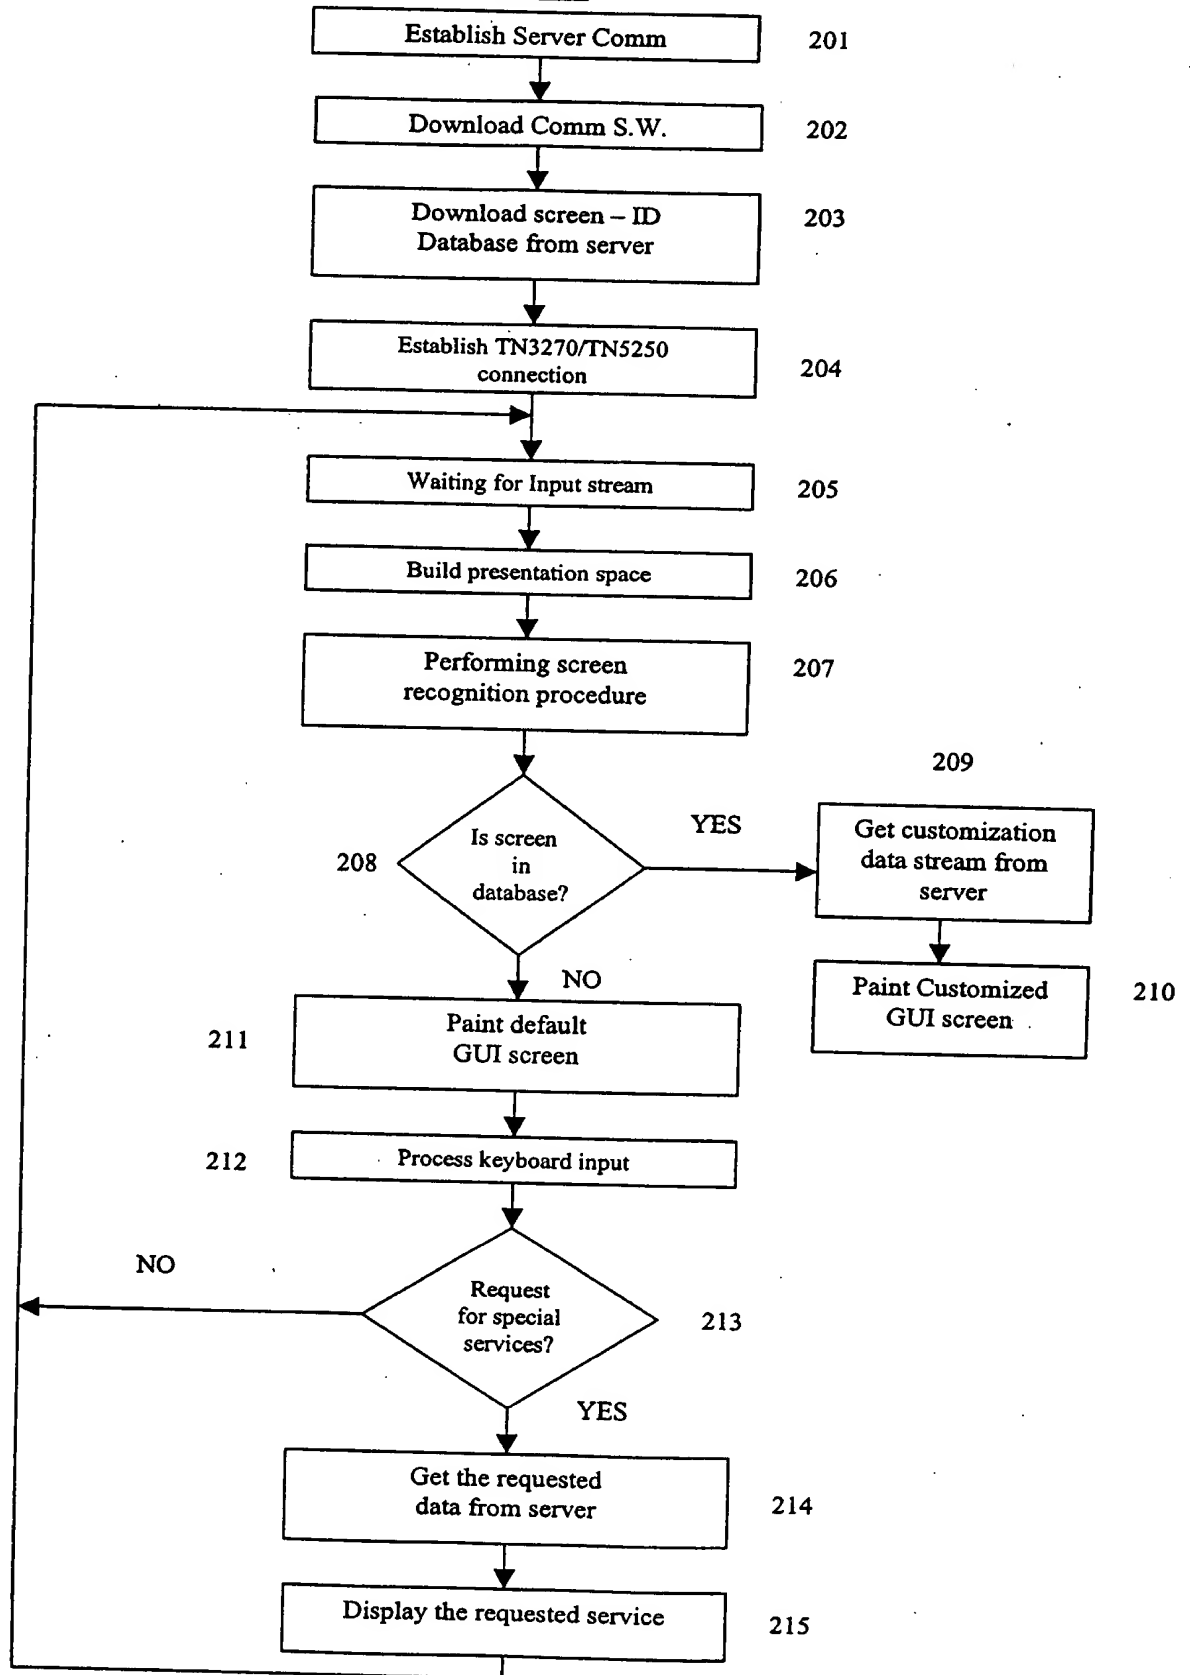 Establish Server Comm
201
Download Comm S.W.
202
Download screen – ID
Database from server
203
Establish TN3270/TN5250
connection
204
Waiting for Input stream
205
Build presentation space
206
Performing screen
recognition procedure
207
208
Is screen
in
database?
YES
209
Get customization
data stream from
server
Paint Customized
GUI screen
210
NO
211
Paint default
GUI screen
212
Process keyboard input
NO
Request
for special
services?
213
YES
Get the requested
data from server
214
Display the requested service
215